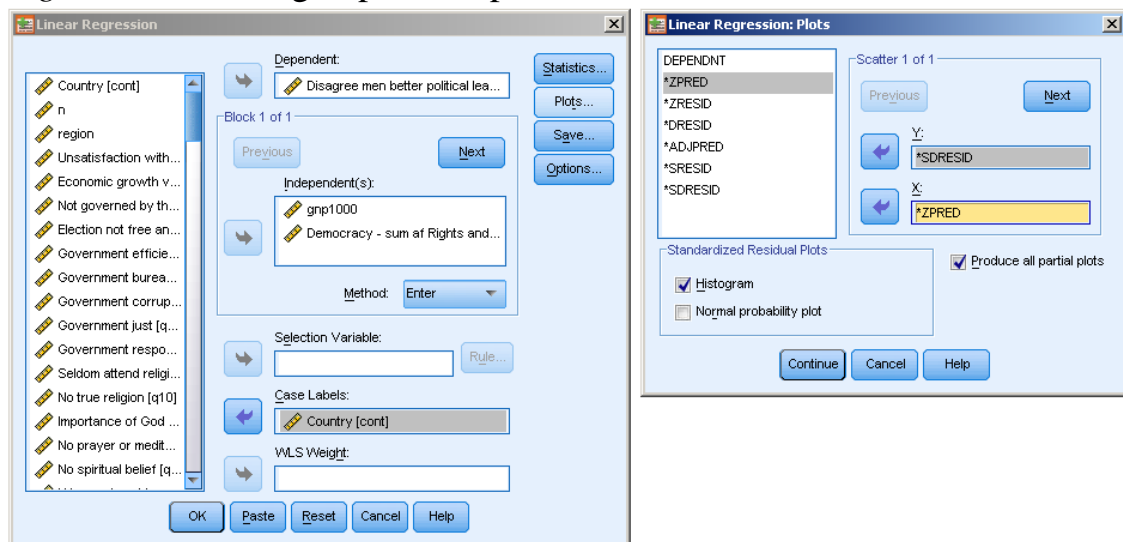 Linear Regression
Country [cont]
n
region
Unsatisfaction with...
Economic growth v...
Not governed by th...
Election not free an...
Government efficie...
Government burea...
Government corrup...
Government just [q...
Government respo...
Seldom attend religi...
No true religion [q10]
Importance of God ...
No prayer or medit...
No spiritual belief [q...
Dependent:
Disagree men better political lea...
Block 1 of 1
Previous
Next
Independent(s):
gnp1000
Democracy - sum af Rights and...
Method:
Enter
Selection Variable:
Rule...
Case Labels:
Country [cont]
WLS Weight:
Statistics...
Plots...
Save...
Options...
OK
Paste
Reset
Cancel
Help
Linear Regression: Plots
DEPENDNT
*ZPRED
*ZRESID
*DRESID
*ADJPRED
*SRESID
*SDRESID
Scatter 1 of 1
Previous
Next
Y:
*SDRESID
X:
*ZPRED
Standardized Residual Plots
Histogram
Normal probability plot
Produce all partial plots
Continue
Cancel
Help